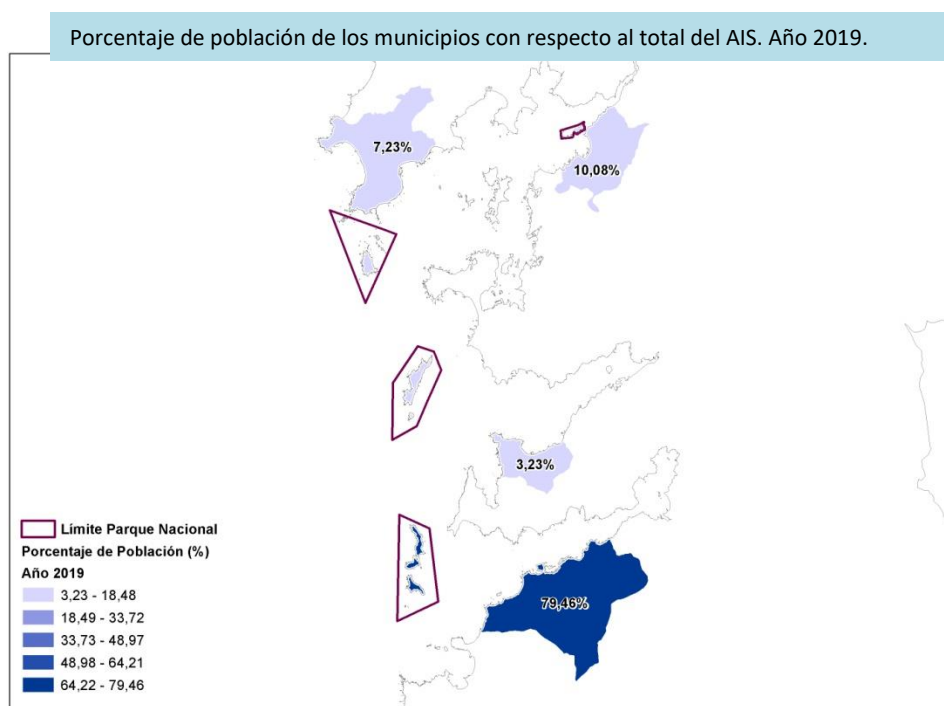 Porcentaje de población de los municipios con respecto al total del AIS. Año 2019.
7,23%
10,08%
3,23%
79,46%
Límite Parque Nacional
Porcentaje de Población (%)
Año 2019
3,23 - 18,48
18,49 - 33,72
33,73 - 48,97
48,98 - 64,21
64,22 - 79,46